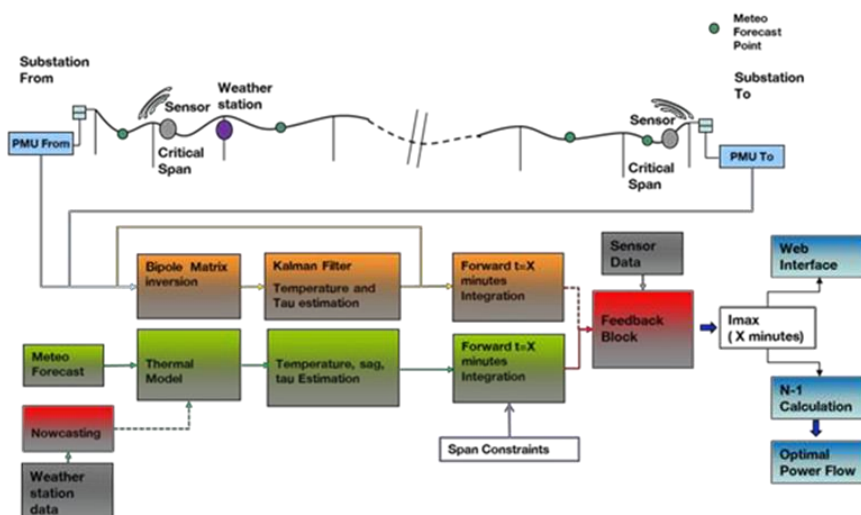 Meteo
Forecast
Point
Substation
From
Substation
To
Weather
station
Sensor
Sensor
PMU From
Critical
Span
PMU To
Critical
Span
Sensor
Data
Web
Interface
Bipole Matrix
inversion
Kalman Filter
Temperature and
Tau estimation
Forward t=X
minutes
Integration
Feedback
Block
Imax
( X minutes)
Meteo
Forecast
Thermal
Model
Temperature, sag,
tau Estimation
Forward t=X
minutes
Integration
N-1
Calculation
Nowcasting
Span Constraints
Optimal
Power Flow
Weather
station
data